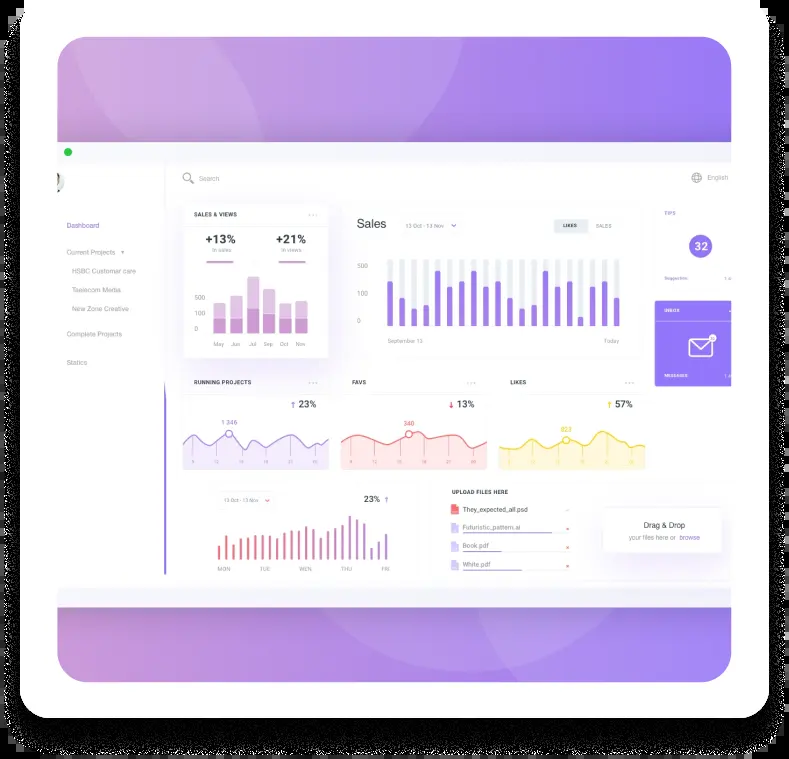 Search
English
Dashboard
Current Projects
HSBC Customer care
Teelecom Media
New Zone Creative
Complete Projects
Statics
SALES & VIEWS
+13%
+21%
IN SALES
IN VIEWS
500
100
0
May Jun Jul Sep Oct Nov
Sales
12 Oct - 13 Nov
LIKES
SALES
500
100
0
September 13
Today
TIPS
32
Suggesties
INBOX
MESSAGES
RUNNING PROJECTS
↑ 23%
1 346
FAVS
↓ 13%
340
LIKES
↑ 57%
823
13 Oct - 13 Nov
23% ↑
MON TUE WEN THU FRI
UPLOAD FILES HERE
They_expected_all.psd
Futuristic_pattern.ai
Book.pdf
White.pdf
Drag & Drop
your files here or browse